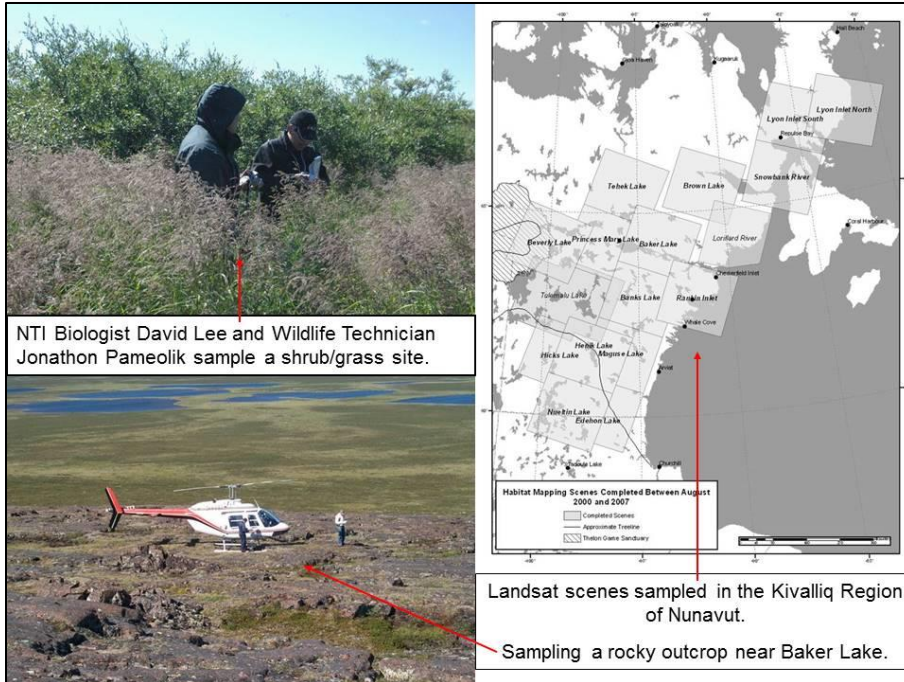 NTI Biologist David Lee and Wildlife Technician
Jonathon Pameolik sample a shrub/grass site.
Hall Beach
Lyon Inlet North
Lyon Inlet South
Repulse Bay
Snowbank River
Brown Lake
Tehek Lake
Coral Harbour
Lorillard River
Princess Mary Lake
Baker Lake
Beverly Lake
Chesterfield Inlet
Tulemalu Lake
Banks Lake
Rankin Inlet
Whale Cove
Henik Lake
Maguse Lake
Hicks Lake
Arviat
Nueltin Lake
Edehon Lake
Churchill
Habitat Mapping Scenes Completed Between August
2000 and 2007
Completed Scenes
Approximate Treeline
Thelon Game Sanctuary
Landsat scenes sampled in the Kivalliq Region
of Nunavut.
Sampling a rocky outcrop near Baker Lake.